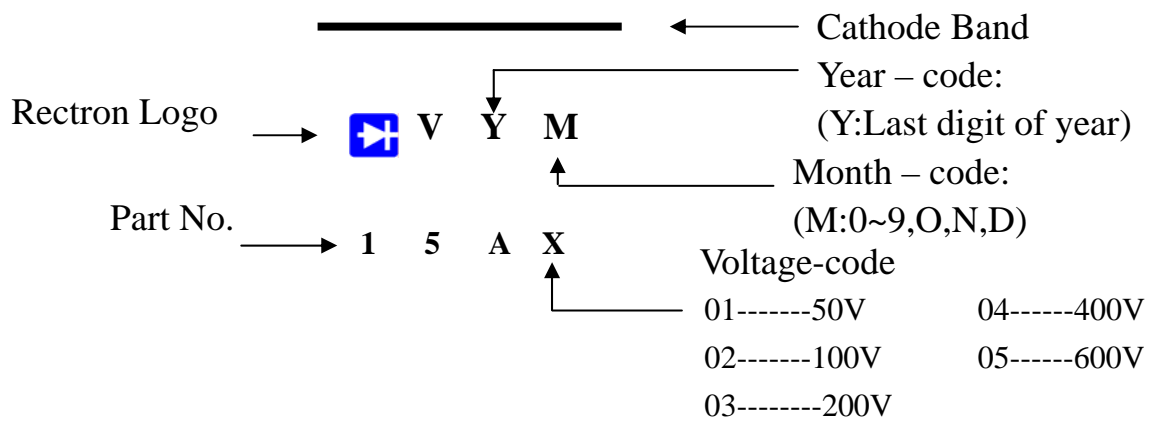 Cathode Band
Year – code:
Rectron Logo
V Y M
(Y:Last digit of year)
Month – code:
(M:0~9,O,N,D)
Part No.
1 5 A X
Voltage-code
01-------50V 04------400V
02-------100V 05------600V
03--------200V